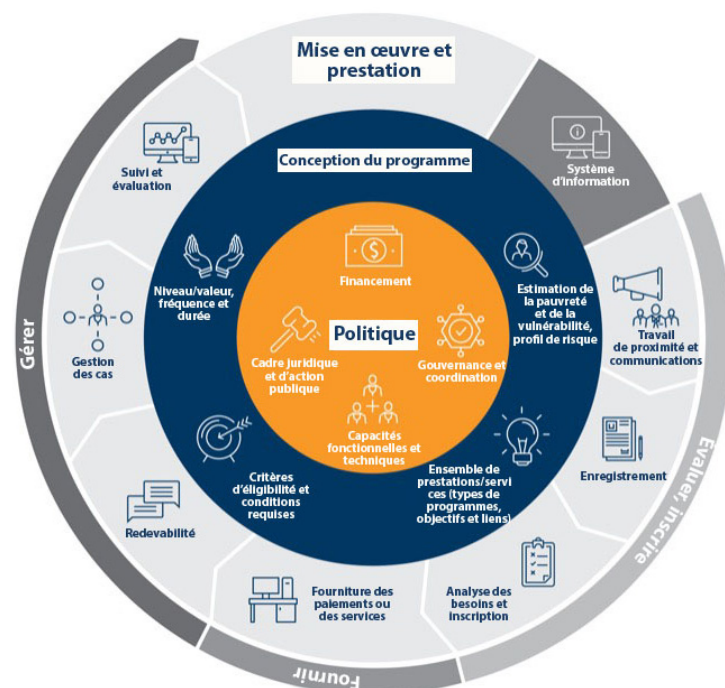 Mise en œuvre et
prestation
Système
d'information
Travail
de proximité et
communications
Enregistrement
Analyse des
besoins et
inscription
Fourniture des
paiements ou
des services
Redevabilité
Gestion
des cas
Suivi et
évaluation
Évaluer, inscrire
Fournir
Gérer
Conception du programme
Estimation de
la pauvreté
et de la
vulnérabilité,
profil de risque
Ensemble de
prestations/servi
ces (types de
programmes,
objectifs et liens)
Critères
d'éligibilité et
conditions
requises
Niveau/valeur,
fréquence et
durée
Politique
Financement
Gouvernance et
coordination
Capacités
fonctionnelles et
techniques
Cadre juridique
et d'action
publique